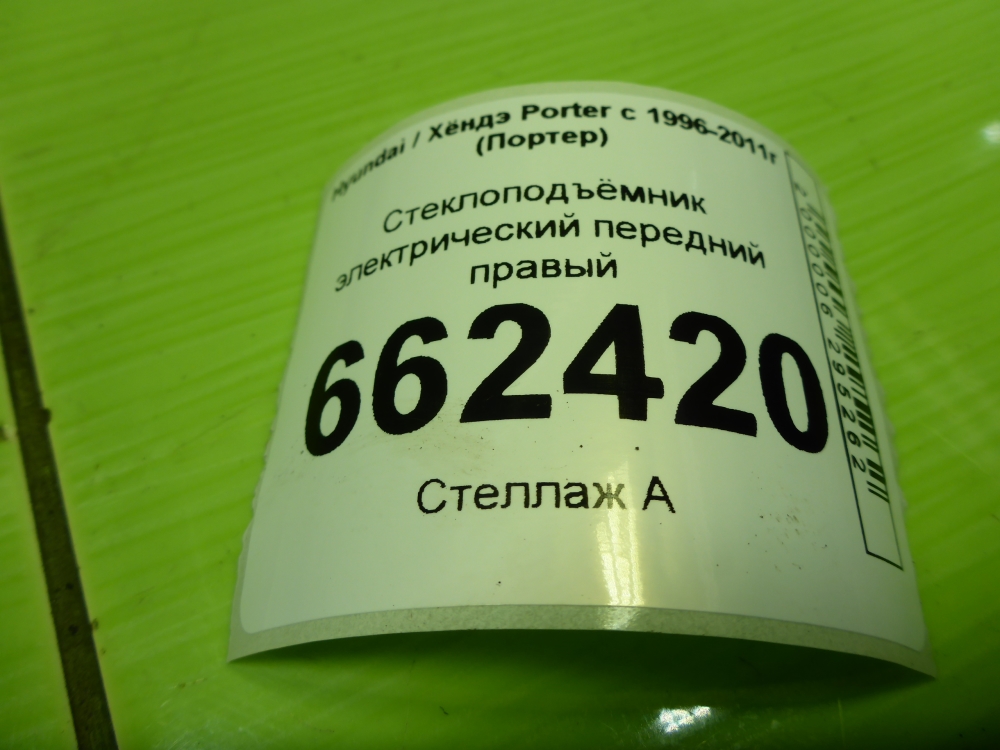 Hyundai / Хёндэ Porter с 1996-2011г
(Портер)
Стеклоподъёмник
электрический передний
правый
662420
Стеллаж А